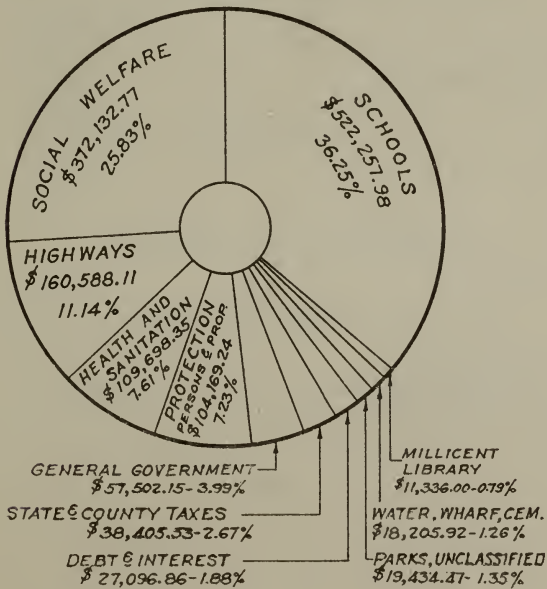 SOCIAL WELFARE
$372,132.77
25.83%
SCHOOLS
$522,257.98
36.25%
HIGHWAYS
$160,588.11
11.14%
HEALTH AND
SANITATION
$109,698.35
7.61%
PROTECTION
PERSONS & PROP.
$104,169.24
7.23%
GENERAL GOVERNMENT
$57,502.15-3.99%
STATE & COUNTY TAXES
$38,405.53-2.67%
DEBT & INTEREST
$27,096.86-1.88%
MILLICENT
LIBRARY
$11,336.00-0.79%
WATER, WHARF, CEM.
$18,205.92-1.26%
PARKS, UNCLASSIFIED
$19,434.47-1.35%